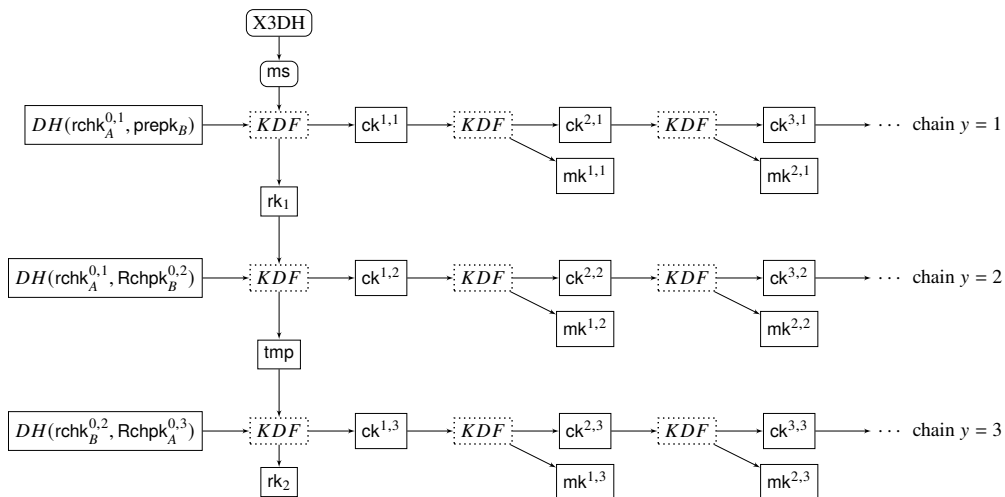 X3DH
ms
DH(rchk_A^{0,1}, prepk_B) KDF ck^{1,1} KDF ck^{2,1} KDF ck^{3,1} ··· chain y = 1
mk^{1,1} mk^{2,1}
rk_1
DH(rchk_A^{0,1}, Rchpk_B^{0,2}) KDF ck^{1,2} KDF ck^{2,2} KDF ck^{3,2} ··· chain y = 2
mk^{1,2} mk^{2,2}
tmp
DH(rchk_B^{0,2}, Rchpk_A^{0,3}) KDF ck^{1,3} KDF ck^{2,3} KDF ck^{3,3} ··· chain y = 3
rk_2 mk^{1,3} mk^{2,3}